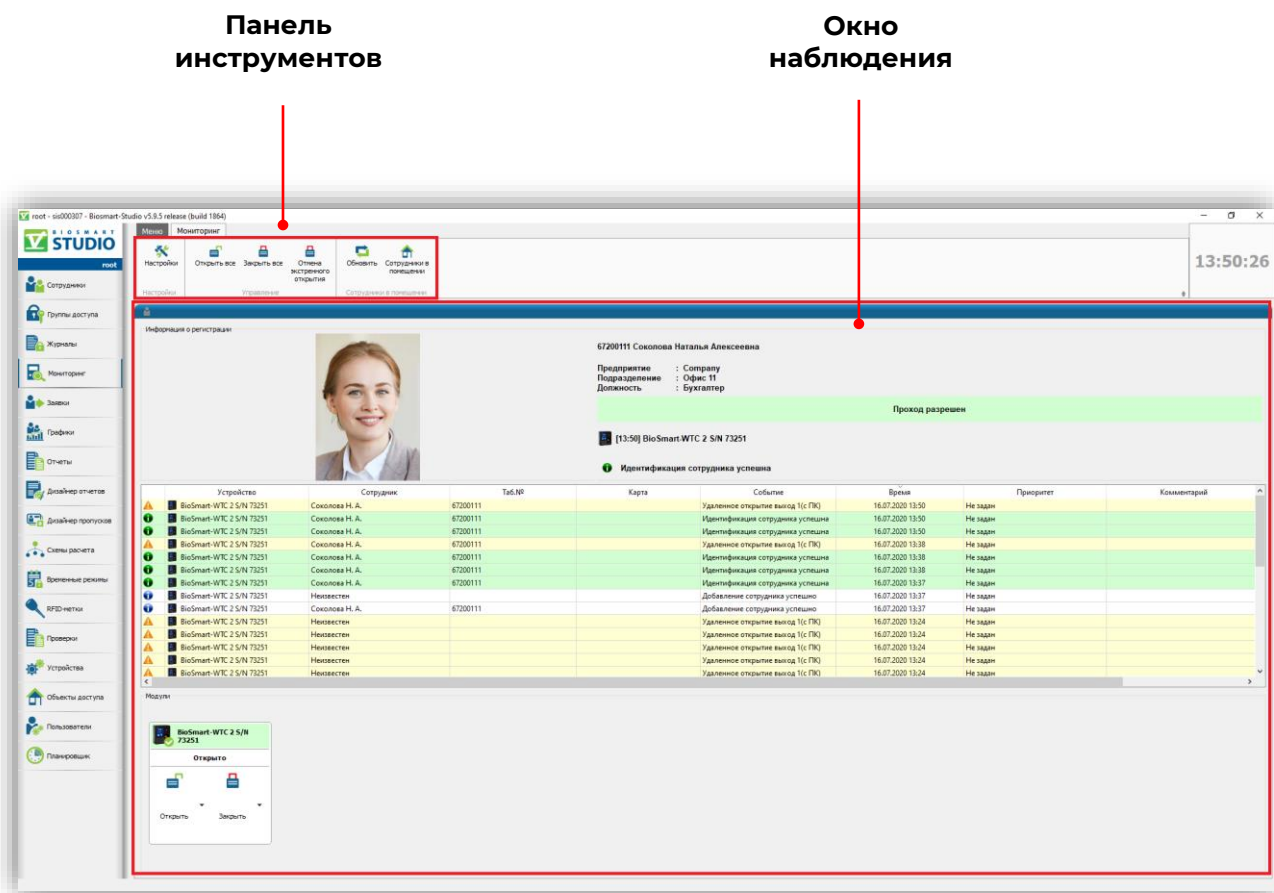 Панель
инструментов
Окно
наблюдения
root - sis000307 - Biosmart-Studio v5.9.5 release (build 1864)
BIOSMART
STUDIO
root
Меню Мониторинг
Настройки Открыть все Закрыть все Отмена экстренного открытия Обновить Сотрудники в помещении
Настройки Управление Сотрудники в помещении
13:50:26
Сотрудники
Группы доступа
Журналы
Мониторинг
Заявки
Графики
Отчеты
Дизайнер отчетов
Дизайнер пропусков
Схемы расчета
Временные режимы
RFID-метки
Проверки
Устройства
Объекты доступа
Пользователи
Планировщик
Информация о регистрации
67200111 Соколова Наталья Алексеевна
Предприятие : Company
Подразделение : Офис 11
Должность : Бухгалтер
Проход разрешен
[13:50] BioSmart-WTC 2 S/N 73251
Идентификация сотрудника успешна
Устройство Сотрудник Таб.№ Карта Событие Время Приоритет Комментарий
BioSmart-WTC 2 S/N 73251 Соколова Н. А. 67200111 Удаленное открытие выход 1(с ПК) 16.07.2020 13:50 Не задан
BioSmart-WTC 2 S/N 73251 Соколова Н. А. 67200111 Идентификация сотрудника успешна 16.07.2020 13:50 Не задан
BioSmart-WTC 2 S/N 73251 Соколова Н. А. 67200111 Идентификация сотрудника успешна 16.07.2020 13:50 Не задан
BioSmart-WTC 2 S/N 73251 Соколова Н. А. 67200111 Удаленное открытие выход 1(с ПК) 16.07.2020 13:38 Не задан
BioSmart-WTC 2 S/N 73251 Соколова Н. А. 67200111 Идентификация сотрудника успешна 16.07.2020 13:38 Не задан
BioSmart-WTC 2 S/N 73251 Соколова Н. А. 67200111 Идентификация сотрудника успешна 16.07.2020 13:38 Не задан
BioSmart-WTC 2 S/N 73251 Соколова Н. А. 67200111 Идентификация сотрудника успешна 16.07.2020 13:37 Не задан
BioSmart-WTC 2 S/N 73251 Неизвестен Добавление сотрудника успешно 16.07.2020 13:37 Не задан
BioSmart-WTC 2 S/N 73251 Соколова Н. А. 67200111 Добавление сотрудника успешно 16.07.2020 13:37 Не задан
BioSmart-WTC 2 S/N 73251 Неизвестен Удаленное открытие выход 1(с ПК) 16.07.2020 13:24 Не задан
BioSmart-WTC 2 S/N 73251 Неизвестен Удаленное открытие выход 1(с ПК) 16.07.2020 13:24 Не задан
BioSmart-WTC 2 S/N 73251 Неизвестен Удаленное открытие выход 1(с ПК) 16.07.2020 13:24 Не задан
BioSmart-WTC 2 S/N 73251 Неизвестен Удаленное открытие выход 1(с ПК) 16.07.2020 13:24 Не задан
BioSmart-WTC 2 S/N 73251 Неизвестен Удаленное открытие выход 1(с ПК) 16.07.2020 13:24 Не задан
Модули
BioSmart-WTC 2 S/N
73251
Открыто
Открыть Закрыть